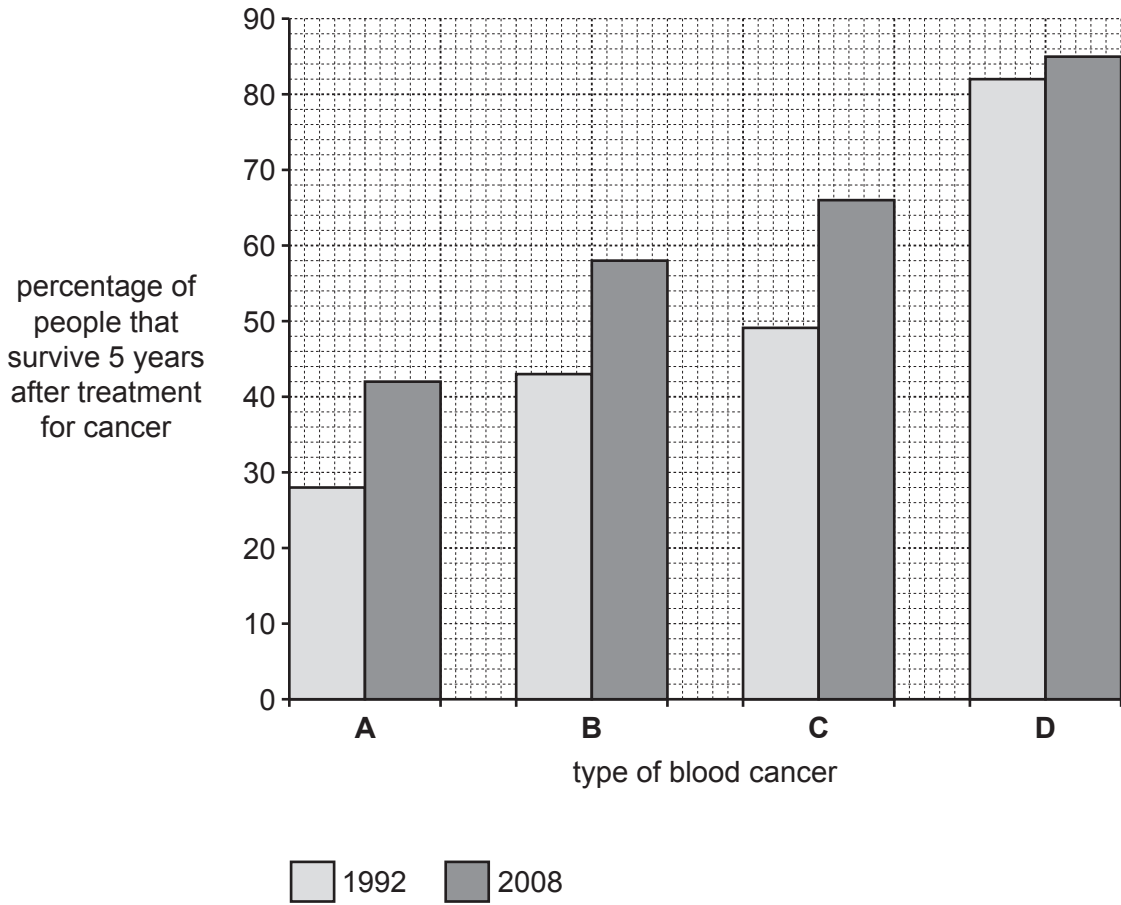 90
80
70
60
50
40
30
20
10
0
percentage of
people that
survive 5 years
after treatment
for cancer
A B C D
type of blood cancer
1992 2008